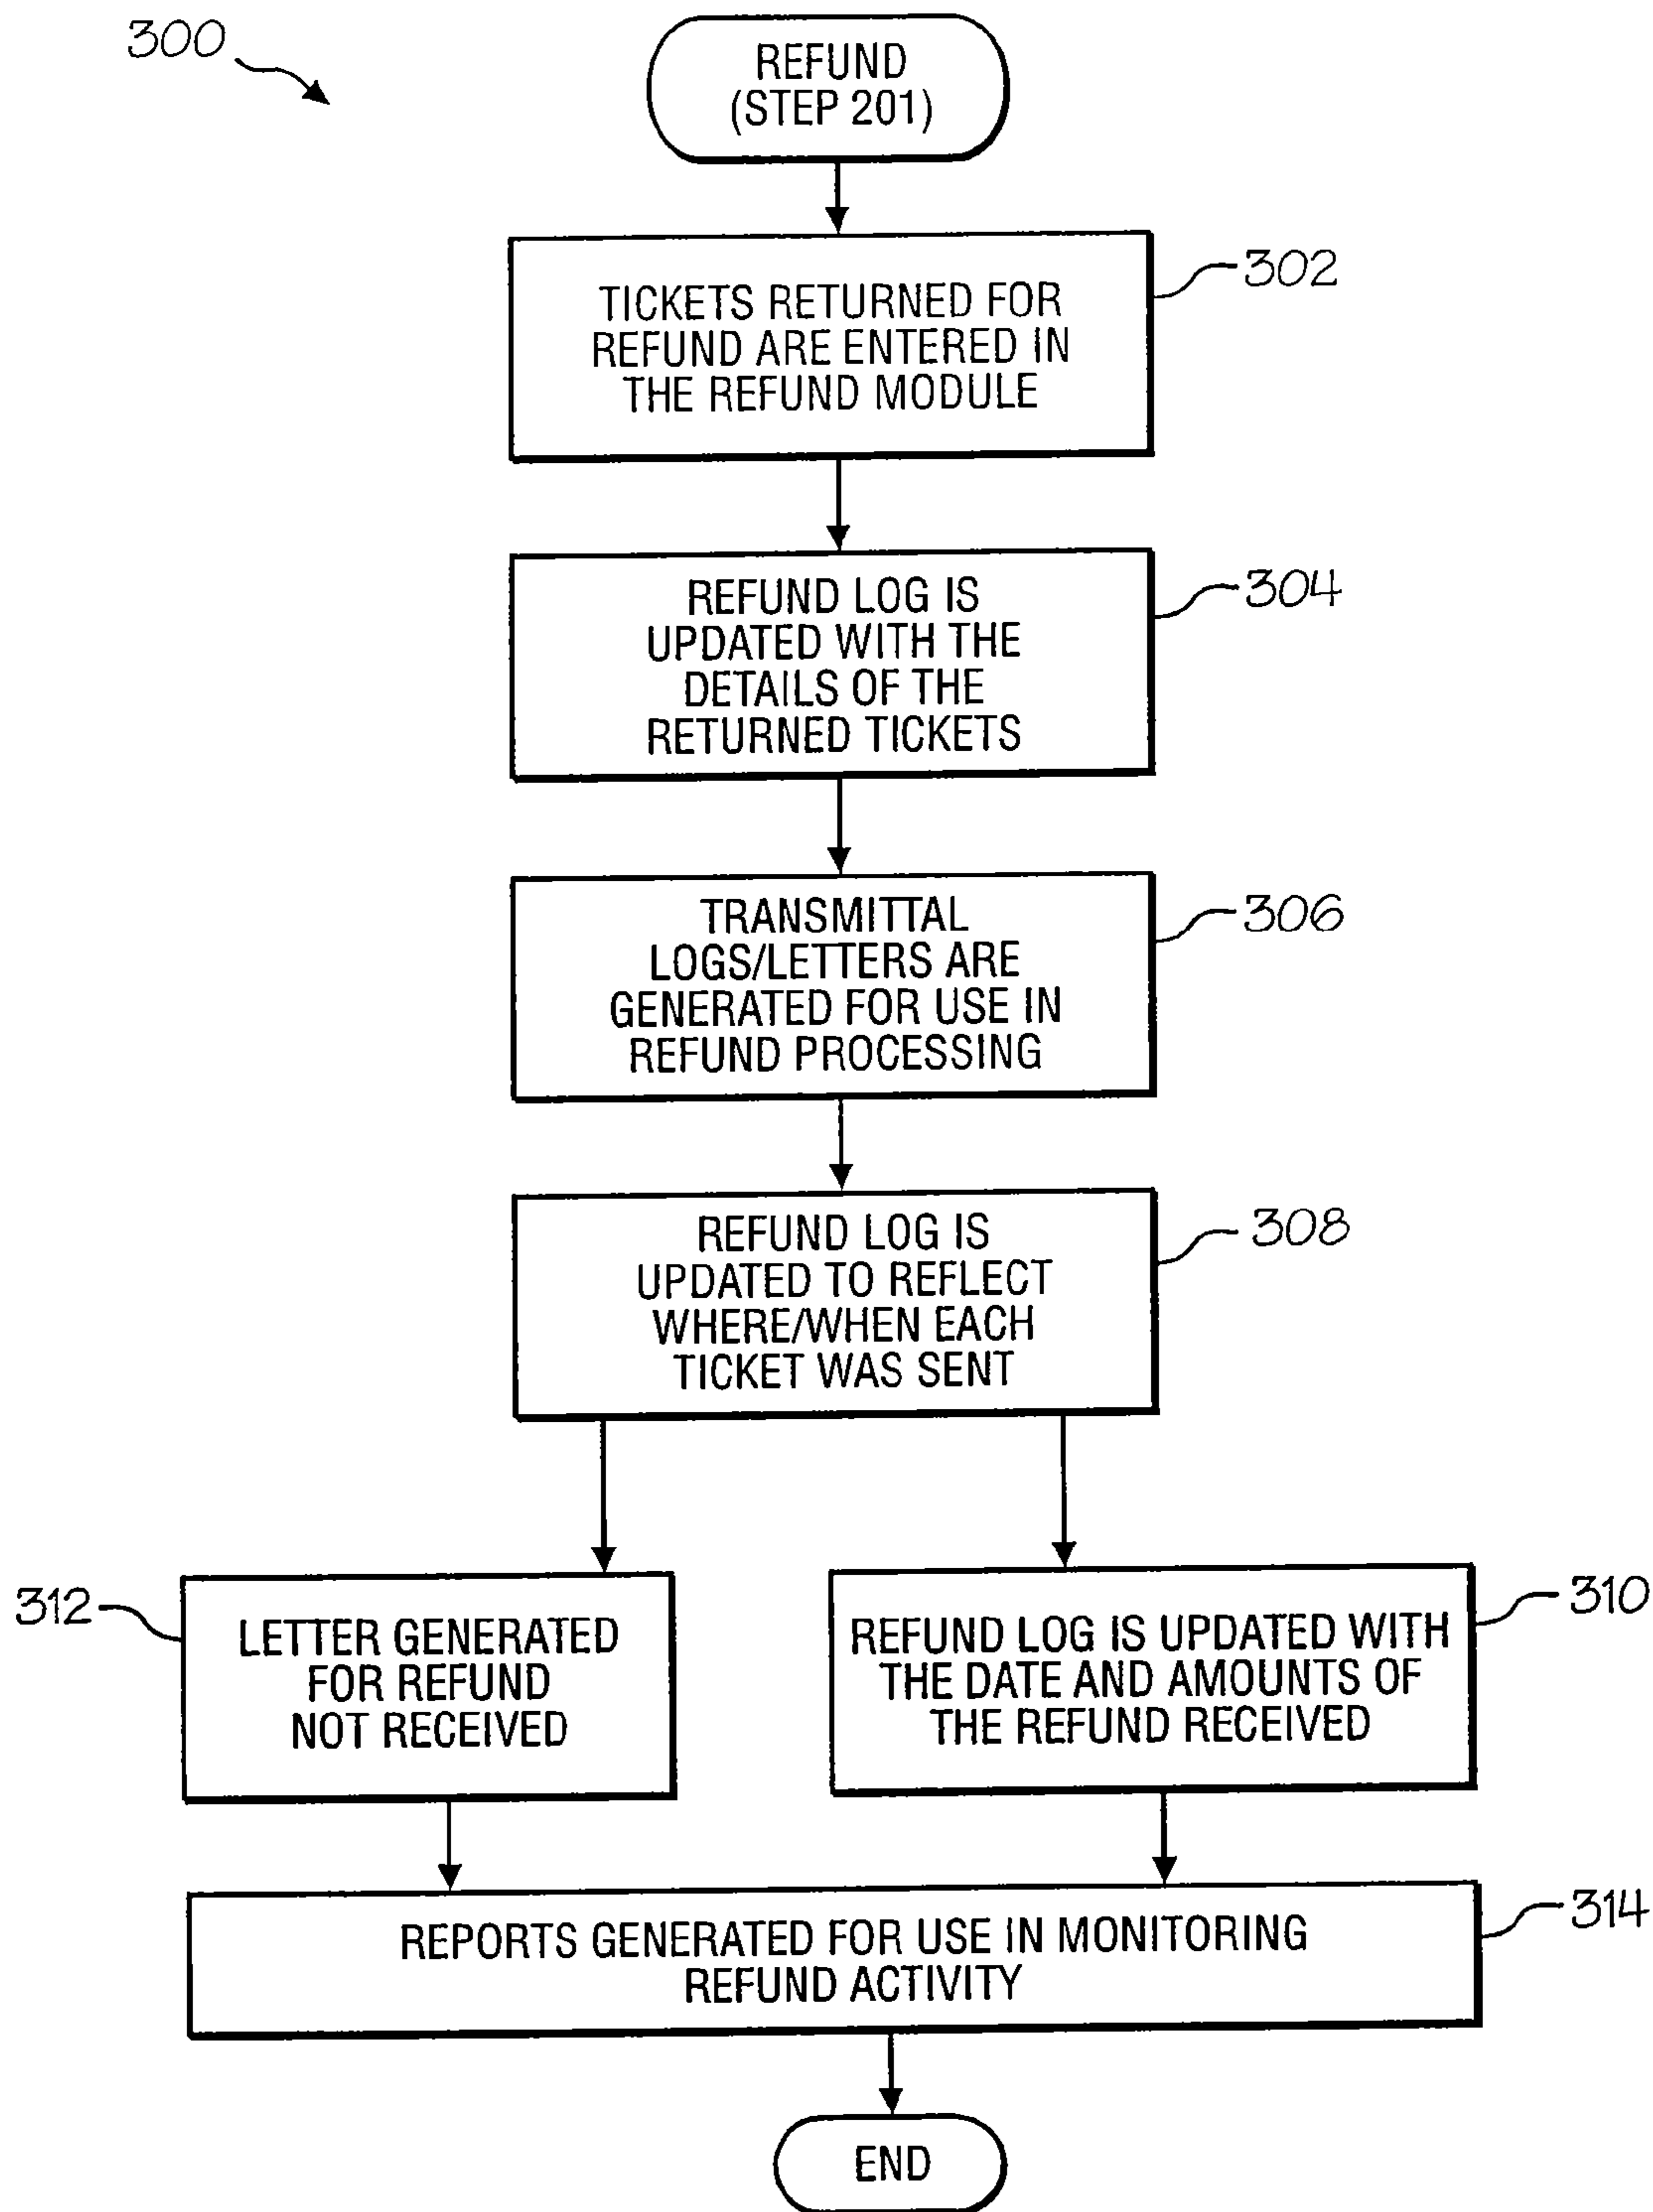 300
REFUND
(STEP 201)
TICKETS RETURNED FOR
REFUND ARE ENTERED IN
THE REFUND MODULE
302
REFUND LOG IS
UPDATED WITH THE
DETAILS OF THE
RETURNED TICKETS
304
TRANSMITTAL
LOGS/LETTERS ARE
GENERATED FOR USE IN
REFUND PROCESSING
306
REFUND LOG IS
UPDATED TO REFLECT
WHERE/WHEN EACH
TICKET WAS SENT
308
312
LETTER GENERATED
FOR REFUND
NOT RECEIVED
REFUND LOG IS UPDATED WITH
THE DATE AND AMOUNTS OF
THE REFUND RECEIVED
310
REPORTS GENERATED FOR USE IN MONITORING
REFUND ACTIVITY
314
END